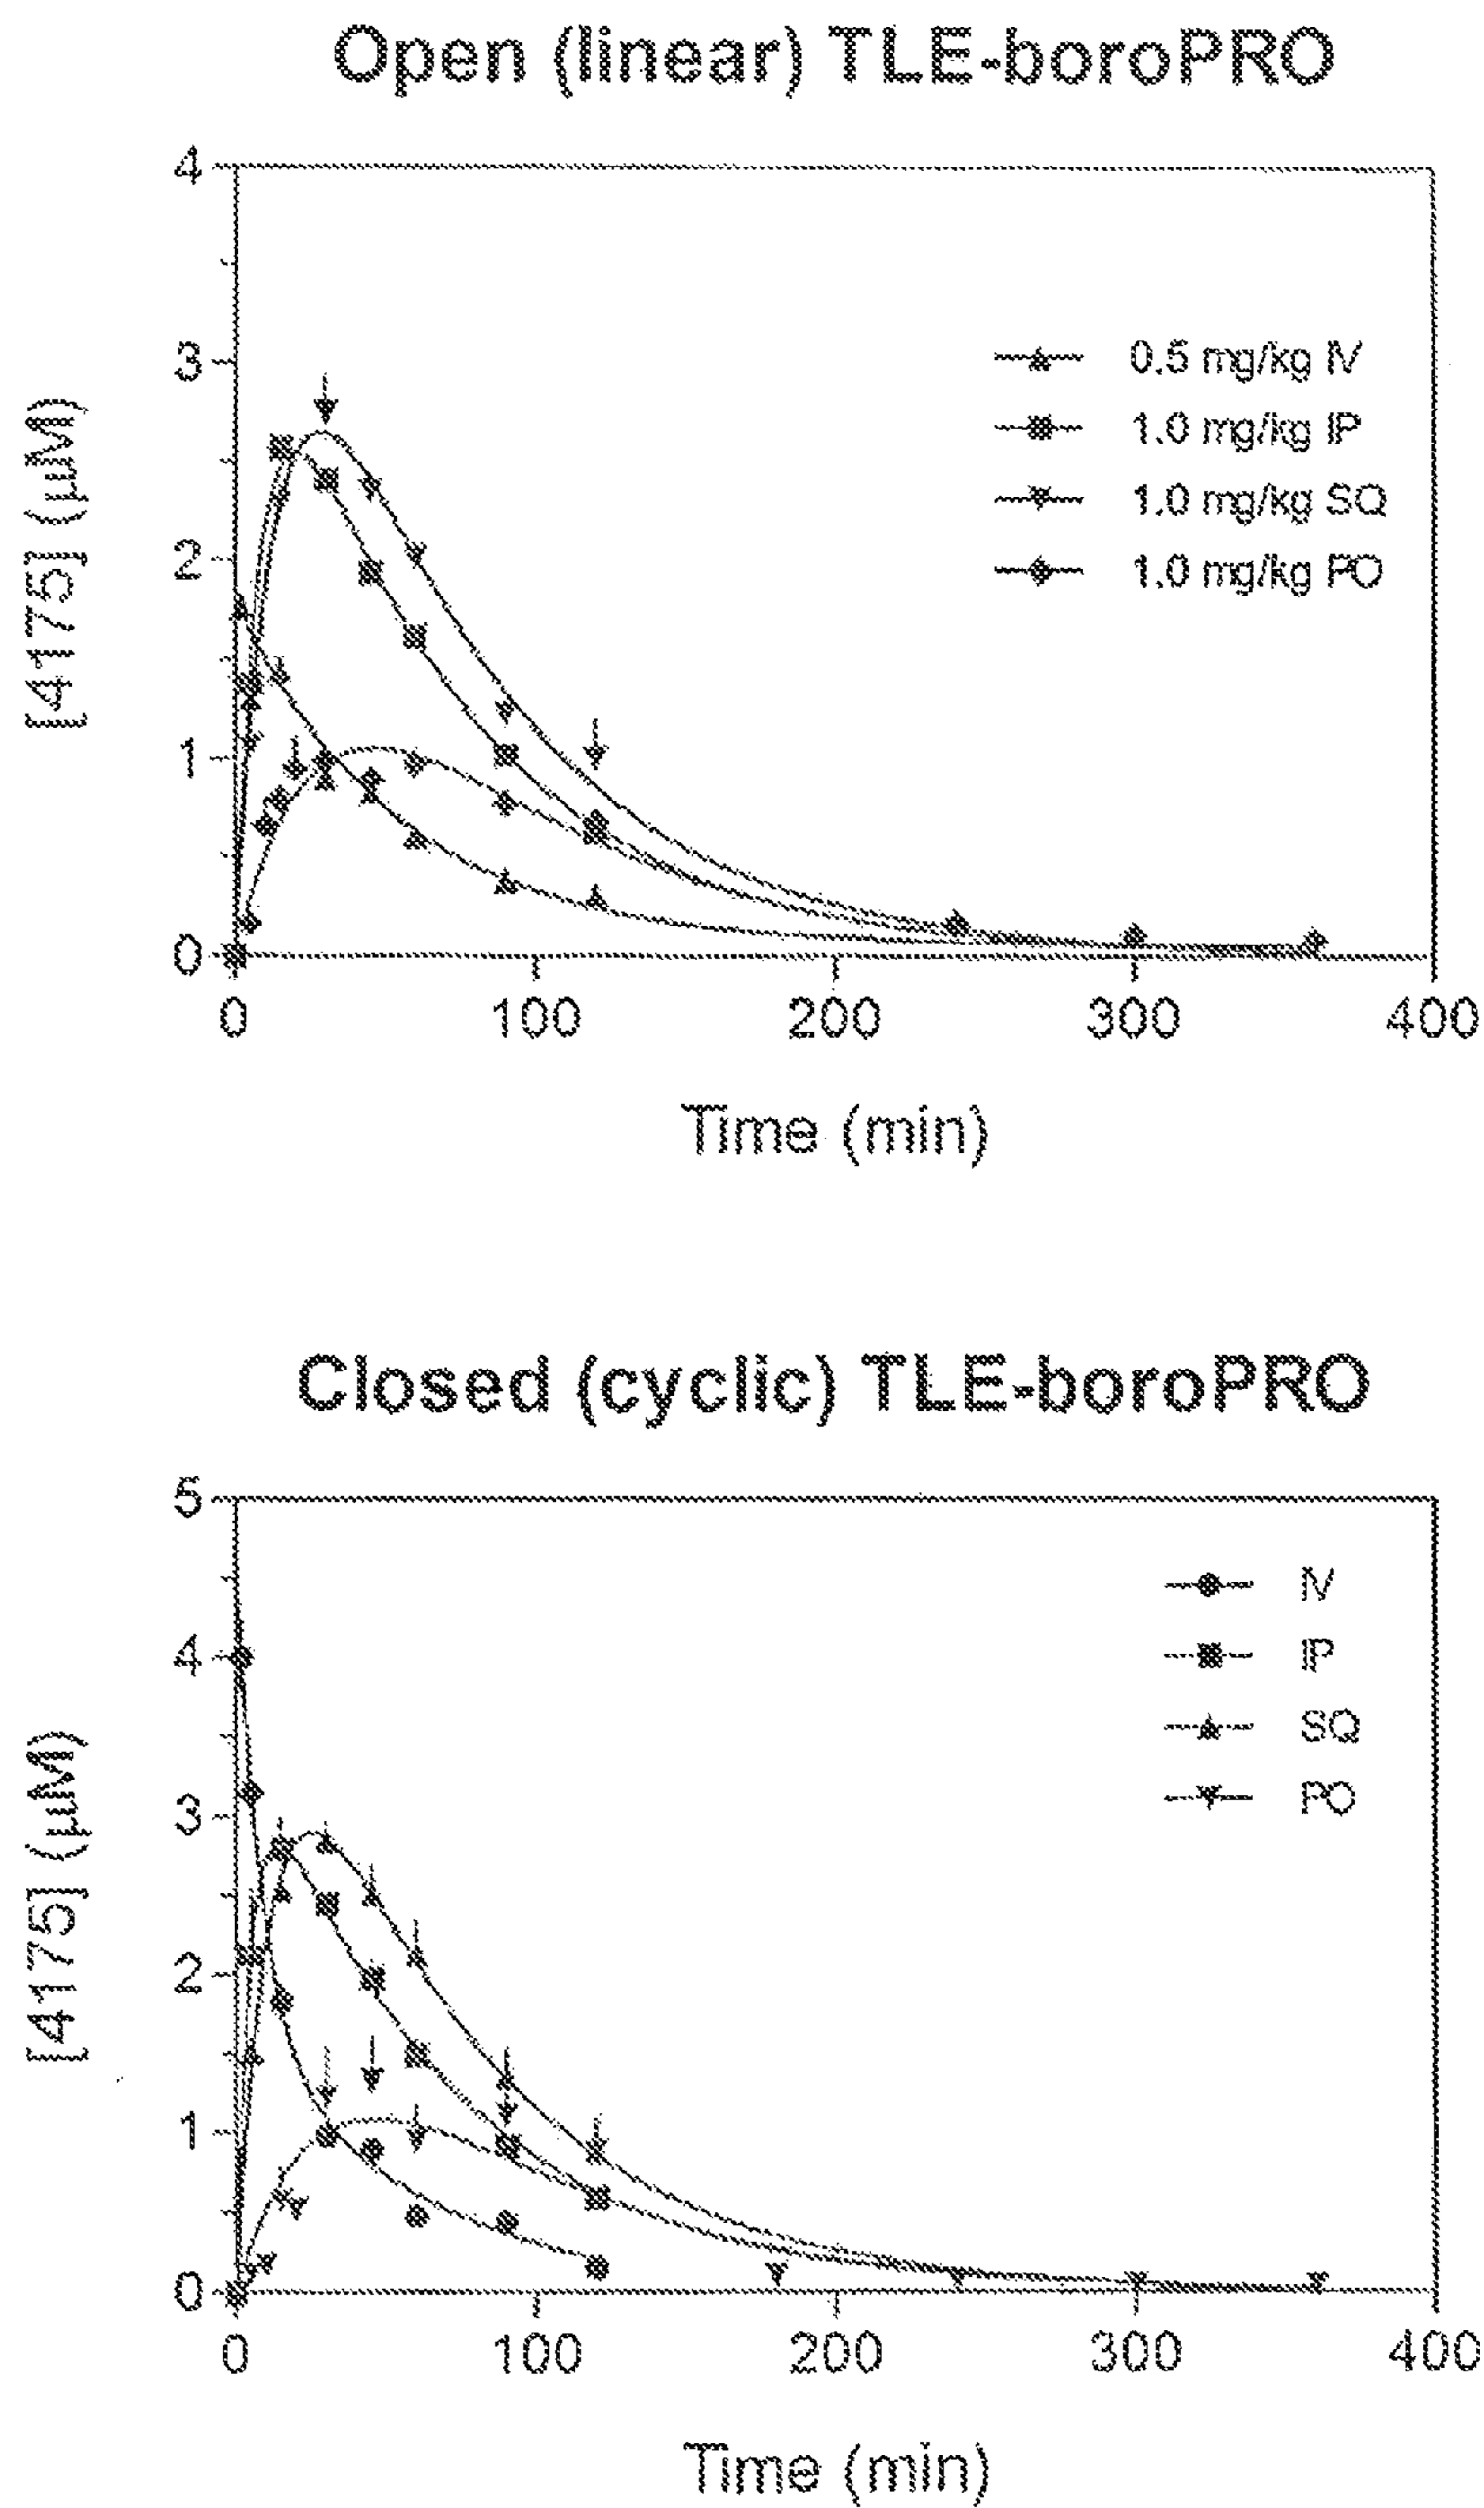 Open (linear) TLE-boroPRO
4
3
2
1
0
[4175] (µM)
0.5 mg/kg IV
1.0 mg/kg IP
1.0 mg/kg SQ
1.0 mg/kg PO
0 100 200 300 400
Time (min)
Closed (cyclic) TLE-boroPRO
5
4
3
2
1
0
[4175] (µM)
IV
IP
SQ
PO
0 100 200 300 400
Time (min)